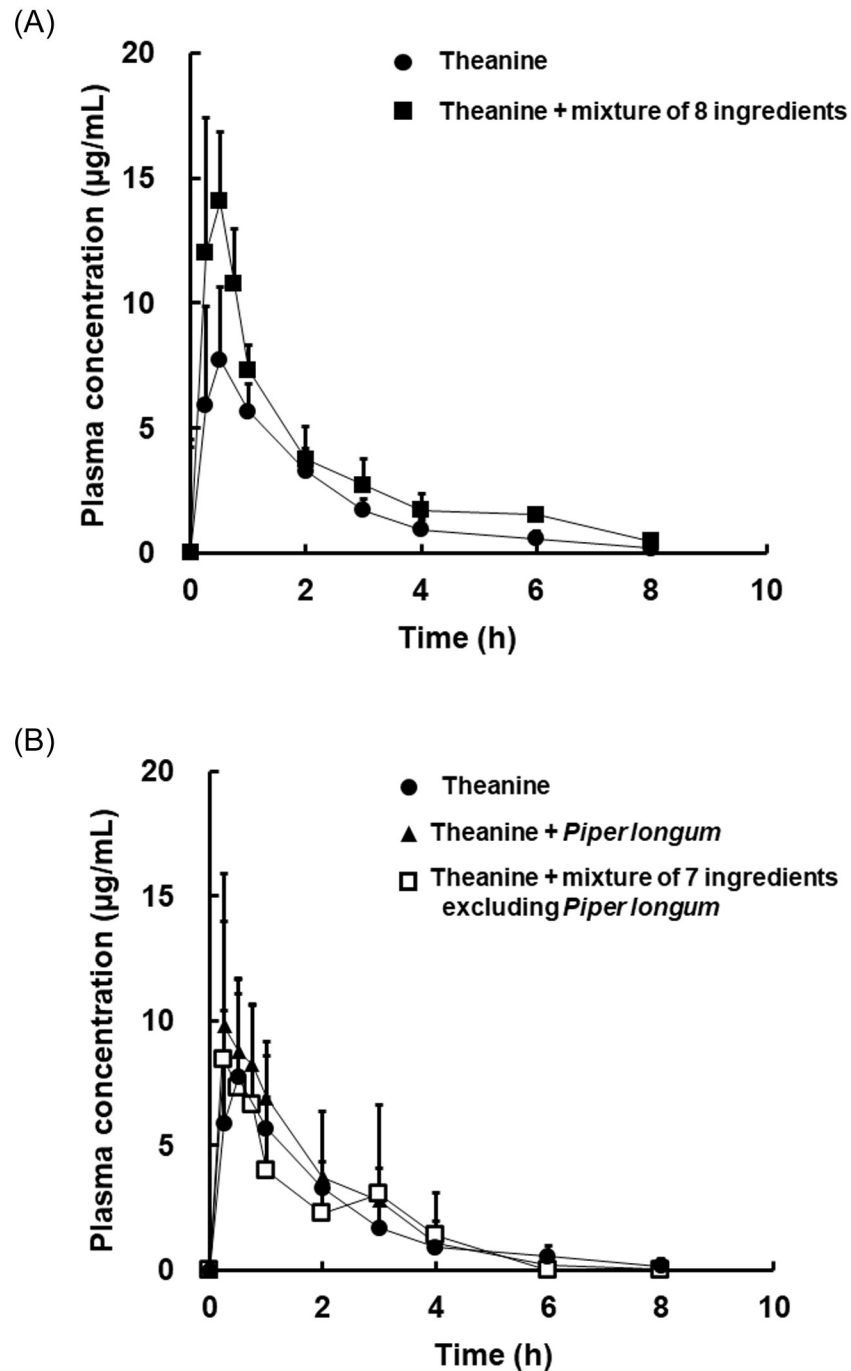 (A)
20
15
10
5
0
Plasma concentration (µg/mL)
Theanine
Theanine + mixture of 8 ingredients
0 2 4 6 8 10
Time (h)
(B)
20
15
10
5
0
Plasma concentration (µg/mL)
Theanine
Theanine + Piper longum
Theanine + mixture of 7 ingredients
excluding Piper longum
0 2 4 6 8 10
Time (h)